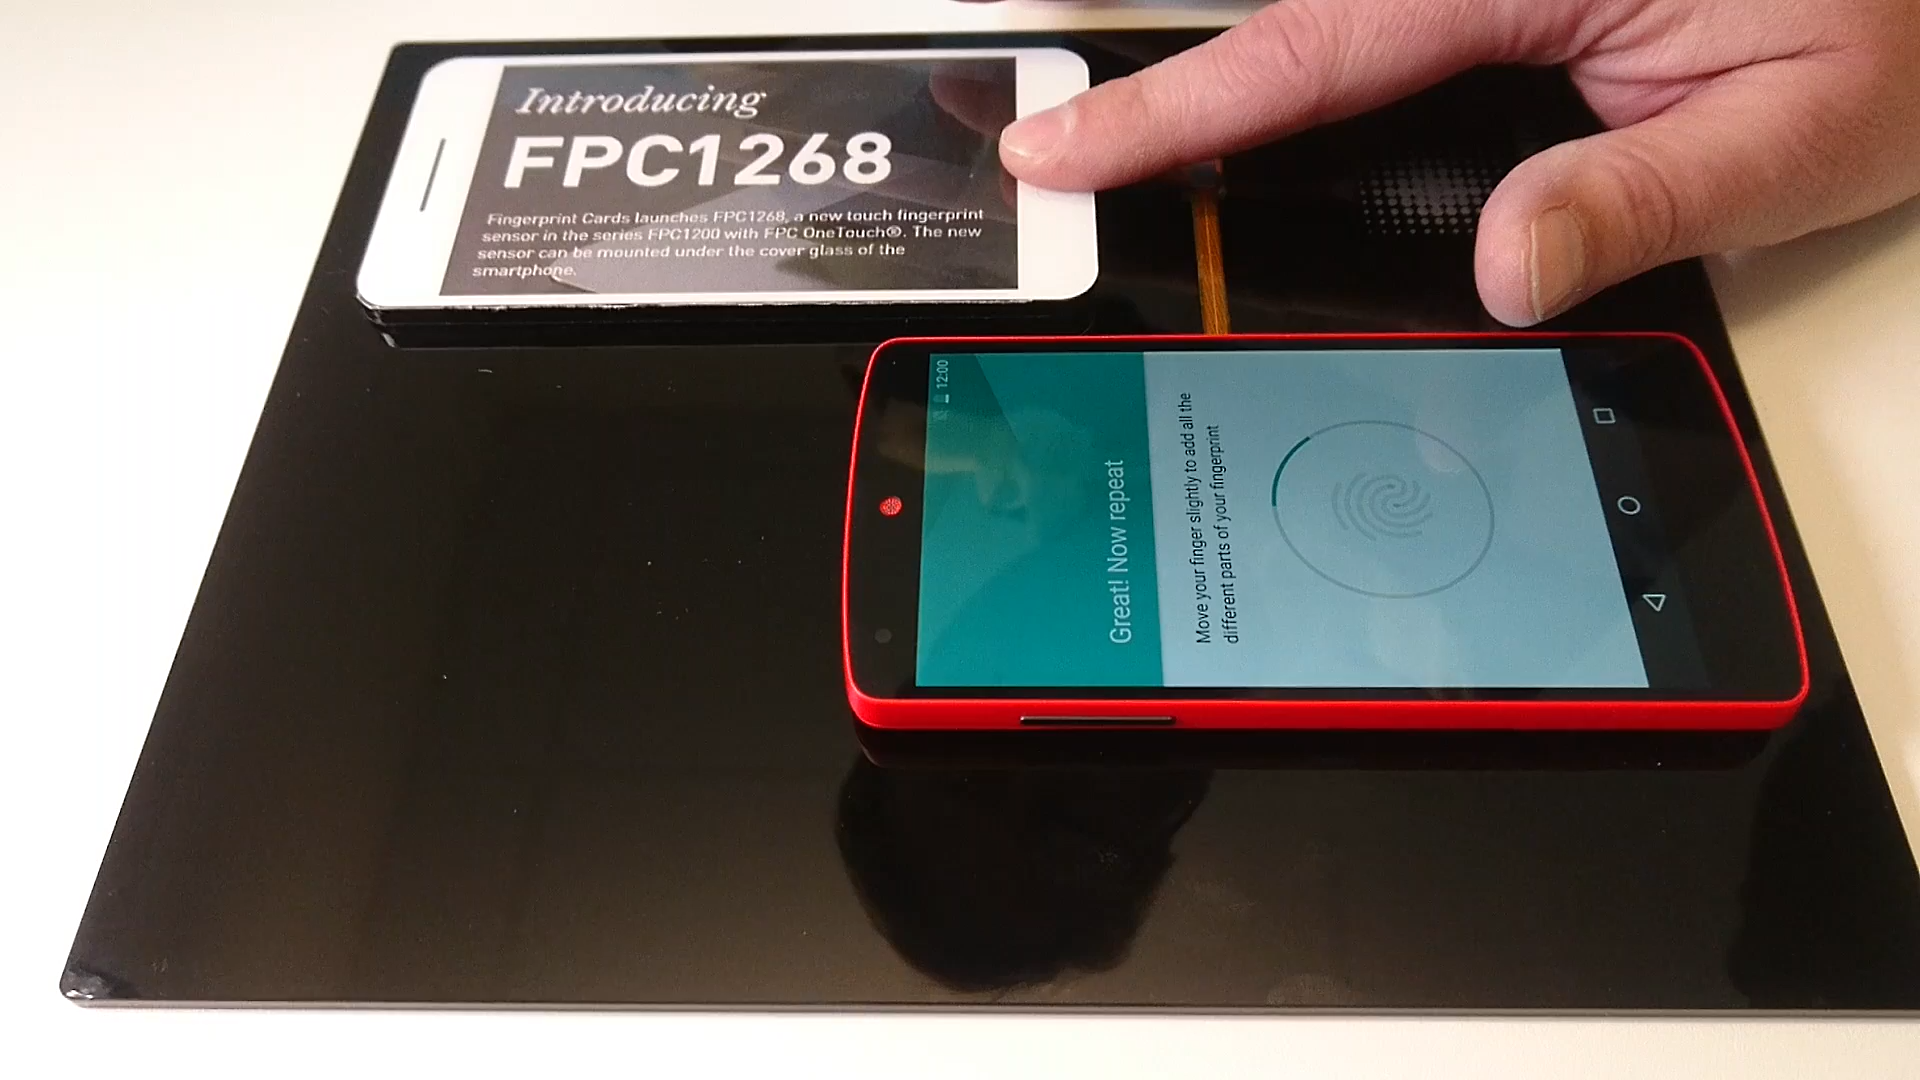 Introducing
FPC1268
Fingerprint Cards launches FPC1268, a new touch fingerprint
sensor in the series FPC1200 with FPC OneTouch®. The new
sensor can be mounted under the cover glass of the
smartphone.
12:00
Great! Now repeat
Move your finger slightly to add all the
different parts of your fingerprint